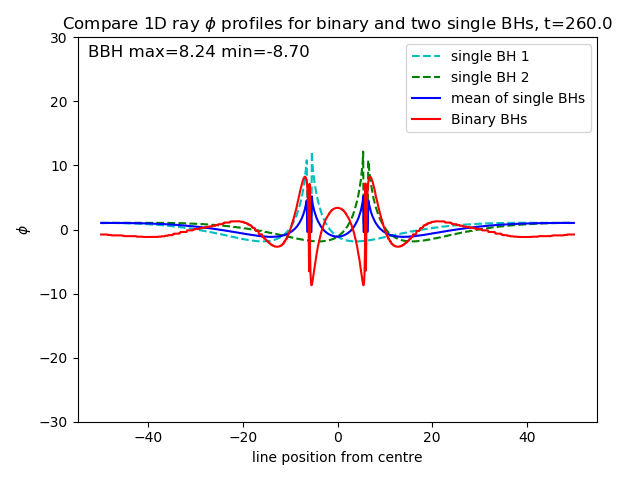 Compare 1D ray ϕ profiles for binary and two single BHs, t=260.0
BBH max=8.24 min=-8.70
single BH 1
single BH 2
mean of single BHs
Binary BHs
30
20
10
0
−10
−20
−30
ϕ
−40
−20
0
20
40
line position from centre